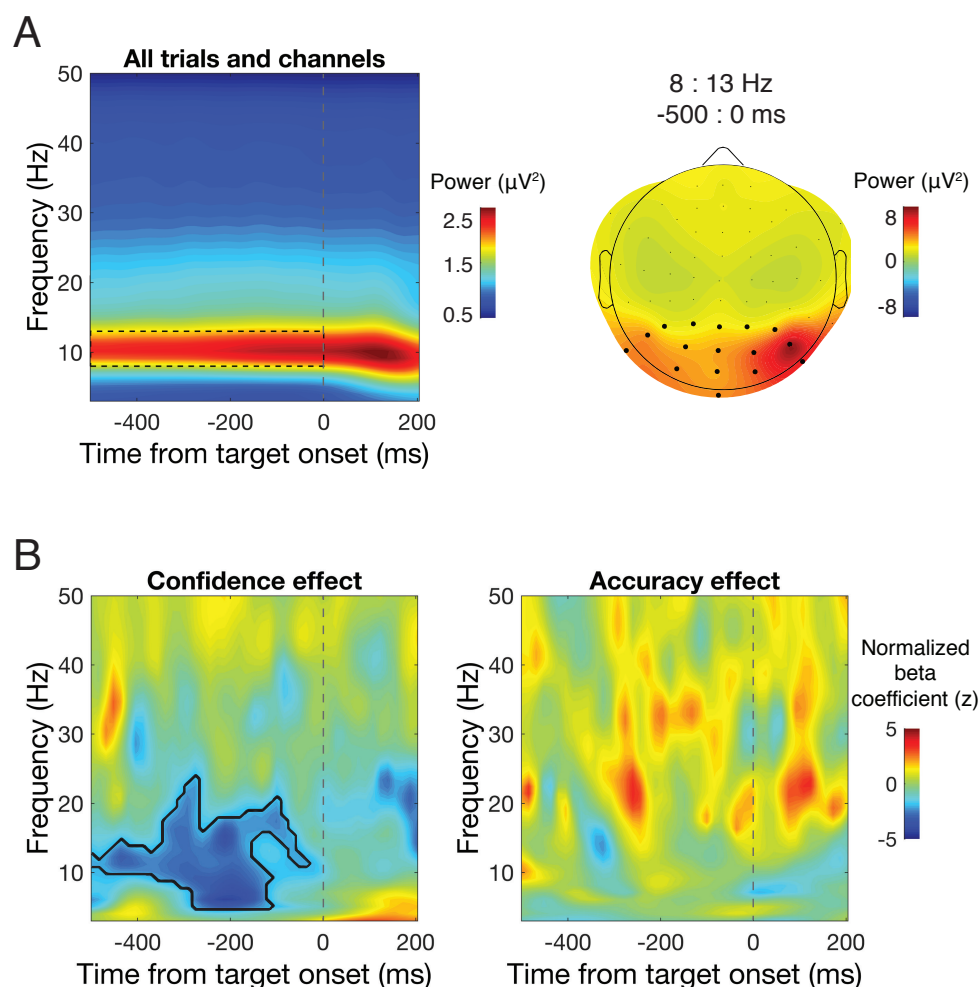 A
All trials and channels
50
40
30
20
10
Frequency (Hz)
-400
-200
0
200
Time from target onset (ms)
Power (µV²)
2.5
1.5
0.5
8 : 13 Hz
-500 : 0 ms
Power (µV²)
8
0
-8
B
Confidence effect
50
40
30
20
10
Frequency (Hz)
-400
-200
0
200
Time from target onset (ms)
Accuracy effect
50
40
30
20
10
Frequency (Hz)
-400
-200
0
200
Time from target onset (ms)
Normalized
beta
coefficient (z)
5
0
-5